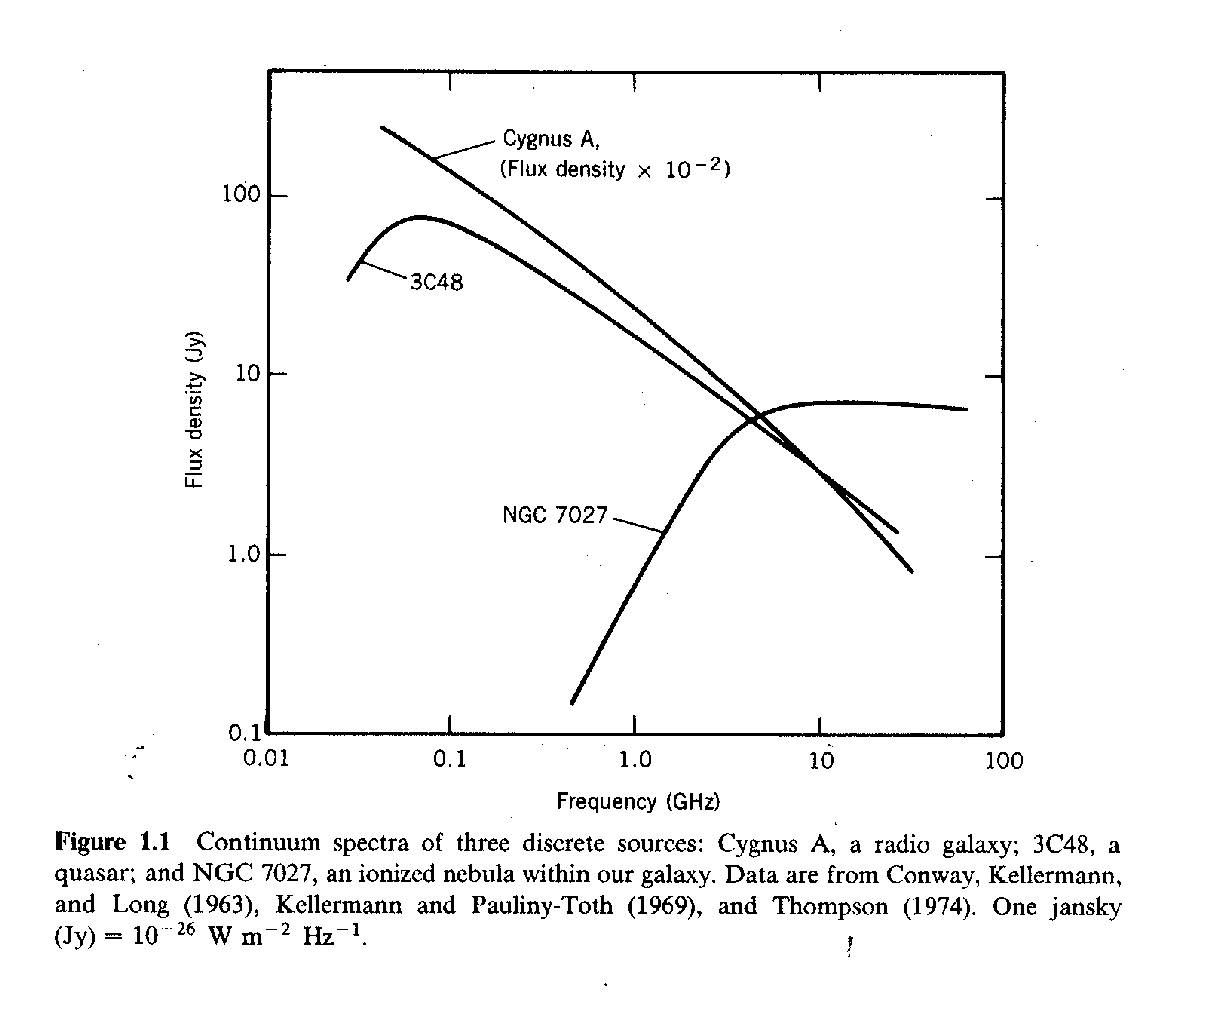 Cygnus A,
(Flux density × 10⁻²)
100
3C48
10
Flux density (Jy)
NGC 7027
1.0
0.1
0.01 0.1 1.0 10 100
Frequency (GHz)
Figure 1.1 Continuum spectra of three discrete sources: Cygnus A, a radio galaxy; 3C48, a
quasar; and NGC 7027, an ionized nebula within our galaxy. Data are from Conway, Kellermann,
and Long (1963), Kellermann and Pauliny-Toth (1969), and Thompson (1974). One jansky
(Jy) = 10⁻²⁶ W m⁻² Hz⁻¹.